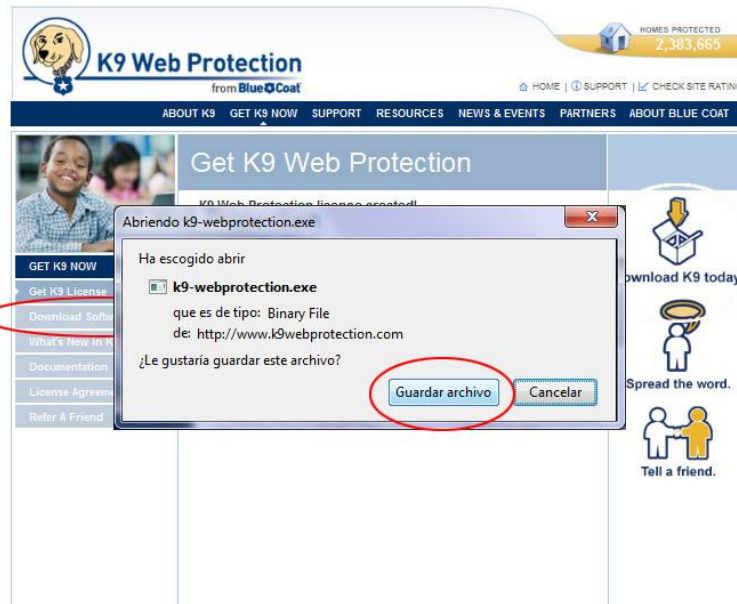 K9 Web Protection
from Blue Coat
HOMES PROTECTED
2,383,665
HOME | SUPPORT | CHECK SITE RATING
ABOUT K9 GET K9 NOW SUPPORT RESOURCES NEWS & EVENTS PARTNERS ABOUT BLUE COAT
Get K9 Web Protection
K9 Web Protection license created!
Abriendo k9-webprotection.exe
Ha escogido abrir
k9-webprotection.exe
que es de tipo: Binary File
de: http://www.k9webprotection.com
¿Le gustaría guardar este archivo?
Guardar archivo Cancelar
GET K9 NOW
Get K9 License
Download Softw
What's New in K
Documentation
License Agreeme
Refer A Friend
ownload K9 today
Spread the word.
Tell a friend.